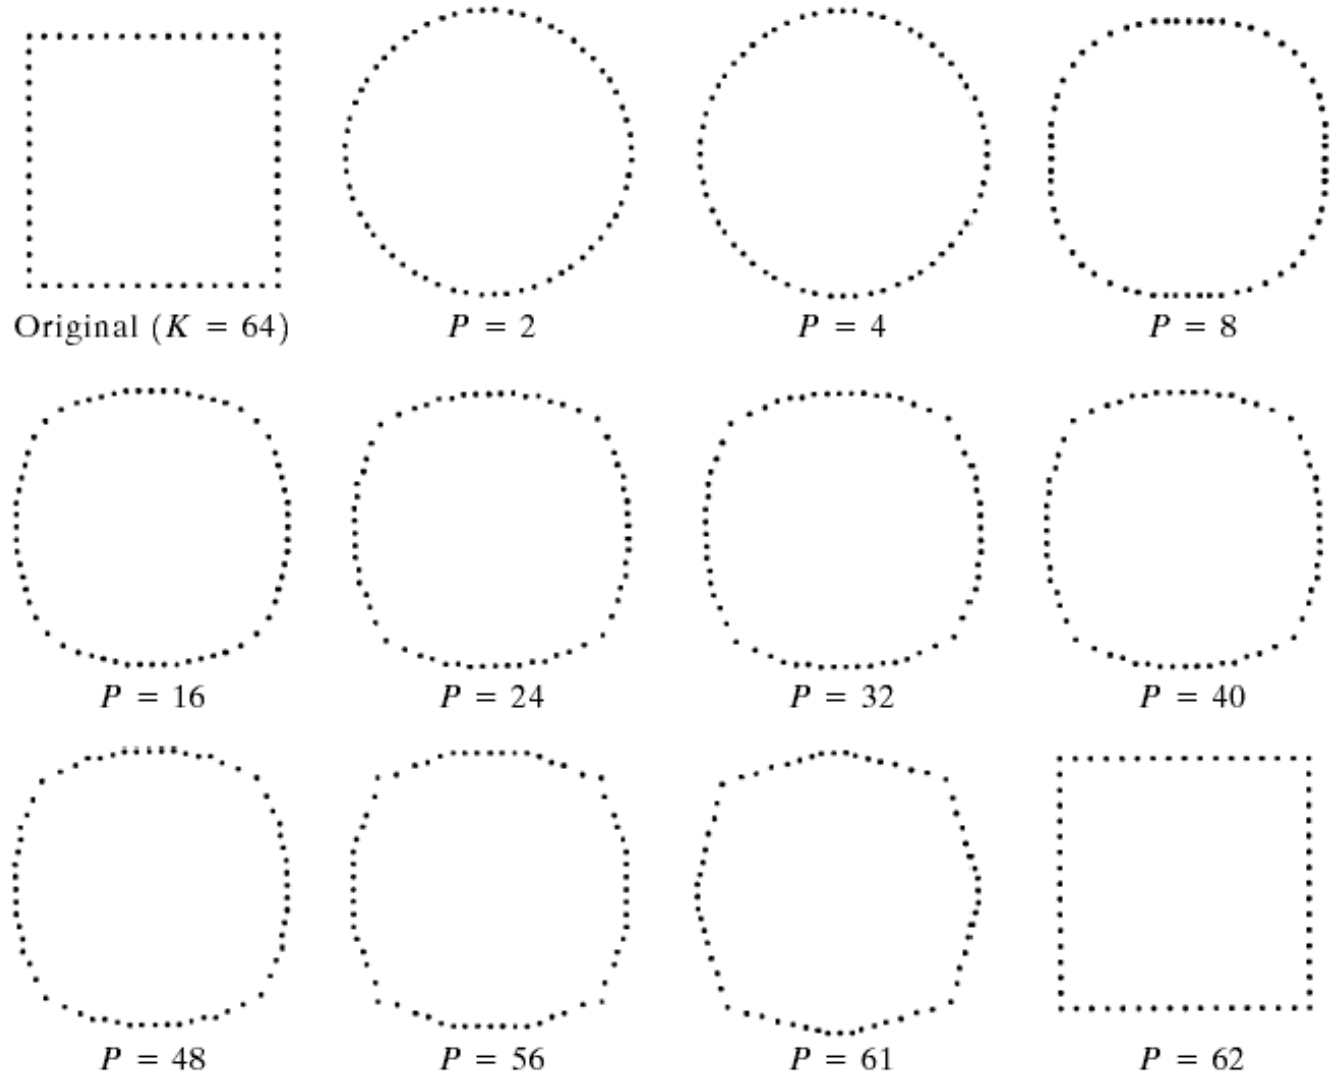 Original (K = 64)
P = 2
P = 4
P = 8
P = 16
P = 24
P = 32
P = 40
P = 48
P = 56
P = 61
P = 62